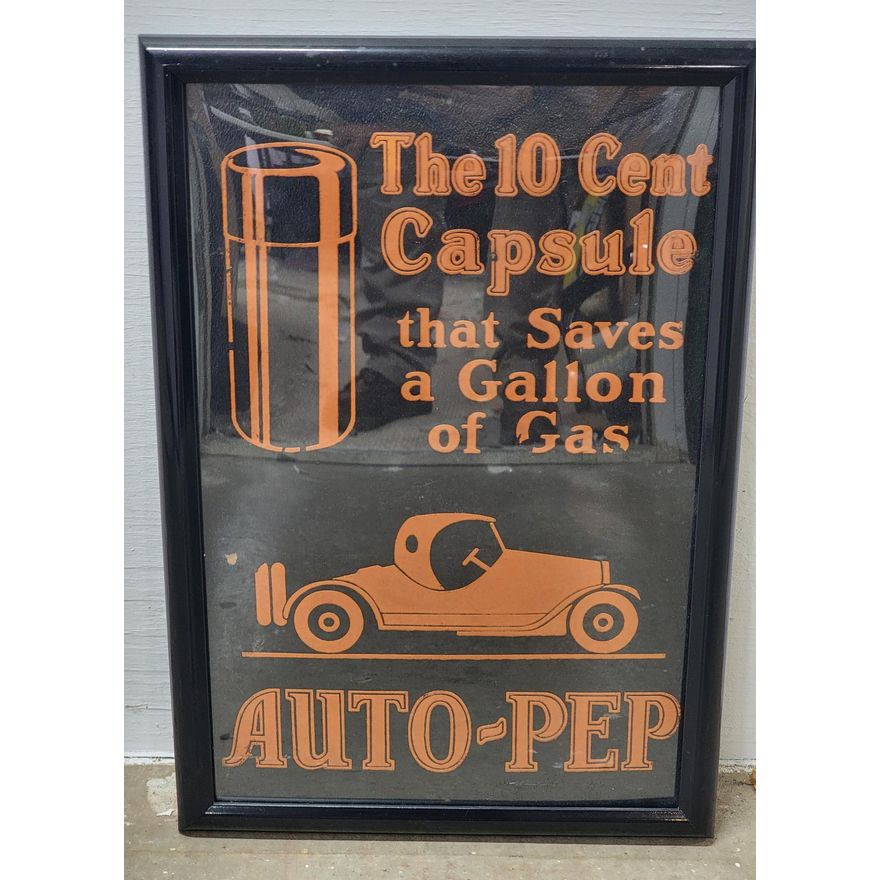 The 10 Cent
Capsule
that Saves
a Gallon
of Gas
AUTO-PEP